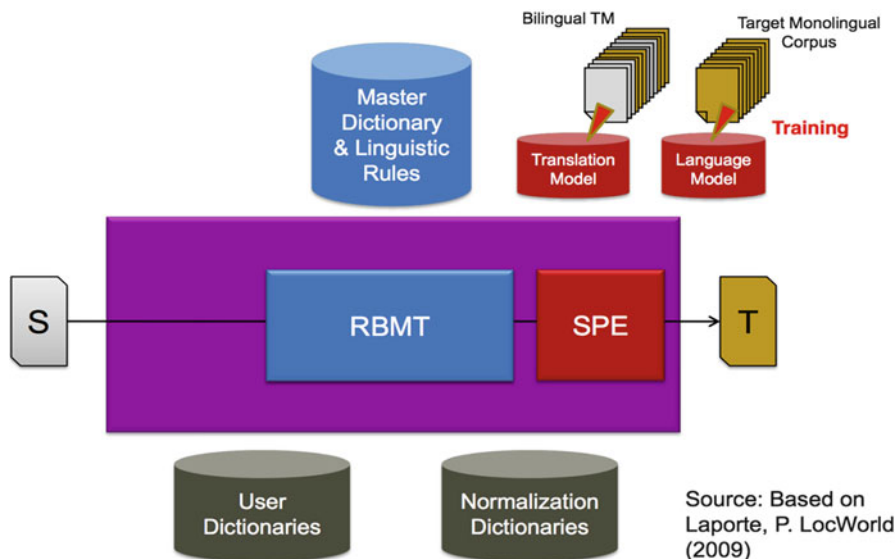 Bilingual TM
Target Monolingual
Corpus
Master
Dictionary
& Linguistic
Rules
Training
Translation
Model
Language
Model
S
RBMT
SPE
T
User
Dictionaries
Normalization
Dictionaries
Source: Based on
Laporte, P. LocWorld
(2009)